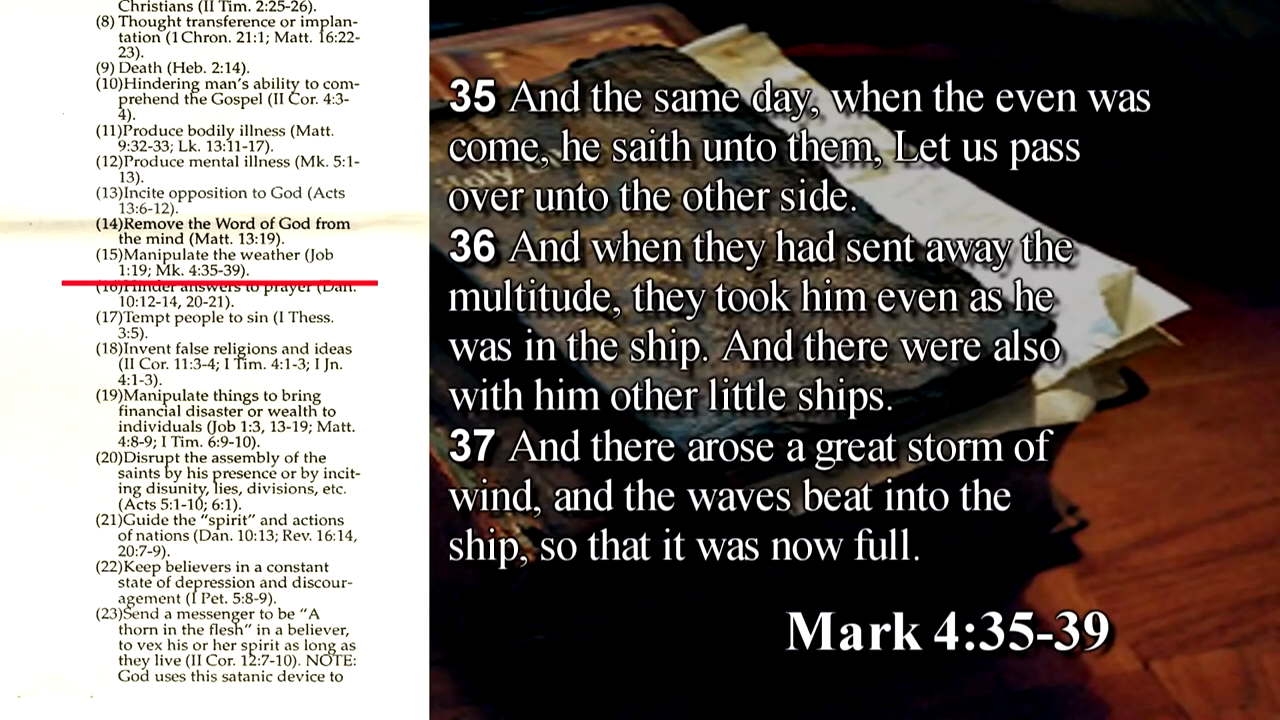 Christians (II Tim. 2:25-26).
(8) Thought transference or implan-
tation (1 Chron. 21:1; Matt. 16:22-
23).
(9) Death (Heb. 2:14).
(10)Hindering man's ability to com-
prehend the Gospel (II Cor. 4:3-
4).
(11)Produce bodily illness (Matt.
9:32-33; Lk. 13:11-17).
(12)Produce mental illness (Mk. 5:1-
13).
(13)Incite opposition to God (Acts
13:6-12).
(14)Remove the Word of God from
the mind (Matt. 13:19).
(15)Manipulate the weather (Job
1:19; Mk. 4:35-39).
(16)Hinder answers to prayer (Dan.
10:12-14, 20-21).
(17)Tempt people to sin (I Thess.
3:5).
(18)Invent false religions and ideas
(II Cor. 11:3-4; I Tim. 4:1-3; I Jn.
4:1-3).
(19)Manipulate things to bring
financial disaster or wealth to
individuals (Job 1:3, 13-19; Matt.
4:8-9; I Tim. 6:9-10).
(20)Disrupt the assembly of the
saints by his presence or by incit-
ing disunity, lies, divisions, etc.
(Acts 5:1-10; 6:1).
(21)Guide the "spirit" and actions
of nations (Dan. 10:13; Rev. 16:14,
20:7-9).
(22)Keep believers in a constant
state of depression and discour-
agement (I Pet. 5:8-9).
(23)Send a messenger to be "A
thorn in the flesh" in a believer,
to vex his or her spirit as long as
they live (II Cor. 12:7-10). NOTE:
God uses this satanic device to
35 And the same day, when the even was
come, he saith unto them, Let us pass
over unto the other side.
36 And when they had sent away the
multitude, they took him even as he
was in the ship. And there were also
with him other little ships.
37 And there arose a great storm of
wind, and the waves beat into the
ship, so that it was now full.
Mark 4:35-39
Holy